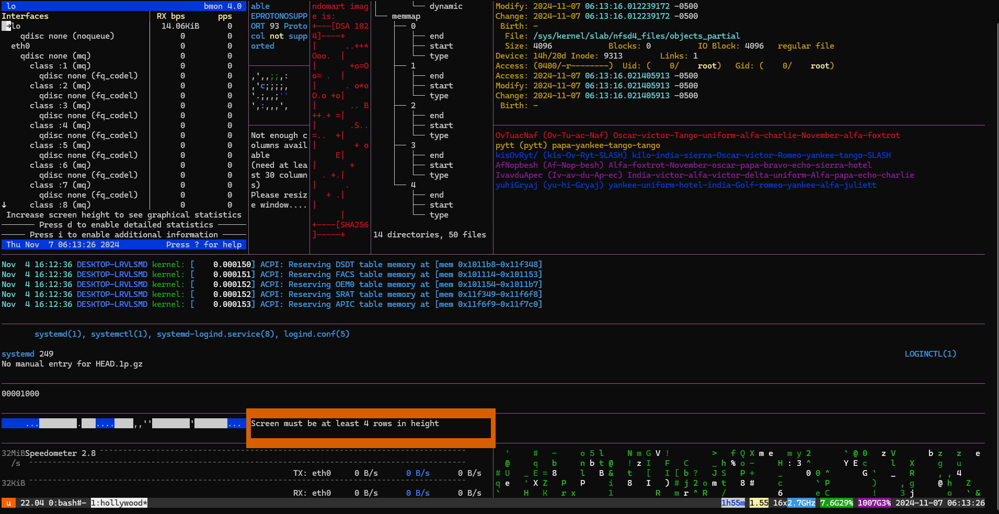 lo bmon 4.0
Interfaces RX bps pps
→lo 14.06KiB 0
qdisc none (noqueue) 0 0
eth0 0 0
qdisc none (mq) 0 0
class :1 (mq) 0 0
qdisc none (fq_codel) 0 0
class :2 (mq) 0 0
qdisc none (fq_codel) 0 0
class :3 (mq) 0 0
qdisc none (fq_codel) 0 0
class :4 (mq) 0 0
qdisc none (fq_codel) 0 0
class :5 (mq) 0 0
qdisc none (fq_codel) 0 0
class :6 (mq) 0 0
qdisc none (fq_codel) 0 0
class :7 (mq) 0 0
qdisc none (fq_codel) 0 0
↓ class :8 (mq) 0 0
Increase screen height to see graphical statistics
Press d to enable detailed statistics
Press i to enable additional information
Thu Nov  7 06:13:26 2024 Press ? for help
able
EPROTONOSUPP
ORT 93 Proto
col not supp
orted
,',,;;,:
,'c;;;;,
'.;,,;''
',:,,,',
Not enough c
olumns avail
able
(need at lea
st 30 column
s)
Please resiz
e window....
ndomart imag
e is:
+---[DSA 102
4]----+
|      ..++*
Ooo.  |
|       +o=O
o= .  |
|      . o*o
O.o +o|
|       .. B
++.+ =|
|       .S..
=..  +|
|        + o
     E|
|       +
  . +.|
|      .
   + .|
|
      |
+----[SHA256
]-----+
└── dynamic
└── memmap
├── 0
├── end
├── start
└── type
├── 1
├── end
├── start
└── type
├── 2
├── end
├── start
└── type
├── 3
├── end
├── start
└── type
└── 4
├── end
├── start
└── type
14 directories, 50 files
Modify: 2024-11-07 06:13:16.012239172 -0500
Change: 2024-11-07 06:13:16.012239172 -0500
Birth: -
File: /sys/kernel/slab/nfsd4_files/objects_partial
Size: 4096 Blocks: 0 IO Block: 4096 regular file
Device: 14h/20d Inode: 9313 Links: 1
Access: (0400/-r--------) Uid: (    0/    root) Gid: (    0/    root)
Access: 2024-11-07 06:13:16.021405913 -0500
Modify: 2024-11-07 06:13:16.021405913 -0500
Change: 2024-11-07 06:13:16.021405913 -0500
Birth: -
OvTuacNaf (Ov-Tu-ac-Naf) Oscar-victor-Tango-uniform-alfa-charlie-November-alfa-foxtrot
pytt (pytt) papa-yankee-tango-tango
kisOvRyt/ (kis-Ov-Ryt-SLASH) kilo-india-sierra-Oscar-victor-Romeo-yankee-tango-SLASH
AfNopbesh (Af-Nop-besh) Alfa-foxtrot-November-oscar-papa-bravo-echo-sierra-hotel
IvavduApec (Iv-av-du-Ap-ec) India-victor-alfa-victor-delta-uniform-Alfa-papa-echo-charlie
yuhiGryaj (yu-hi-Gryaj) yankee-uniform-hotel-india-Golf-romeo-yankee-alfa-juliett
Nov  4 16:12:36 DESKTOP-LRVLSMD kernel: [    0.000150] ACPI: Reserving DSDT table memory at [mem 0x1011b8-0x11f348]
Nov  4 16:12:36 DESKTOP-LRVLSMD kernel: [    0.000151] ACPI: Reserving FACS table memory at [mem 0x101114-0x101153]
Nov  4 16:12:36 DESKTOP-LRVLSMD kernel: [    0.000152] ACPI: Reserving OEM0 table memory at [mem 0x101154-0x1011b7]
Nov  4 16:12:36 DESKTOP-LRVLSMD kernel: [    0.000152] ACPI: Reserving SRAT table memory at [mem 0x11f349-0x11f6f8]
Nov  4 16:12:36 DESKTOP-LRVLSMD kernel: [    0.000153] ACPI: Reserving APIC table memory at [mem 0x11f6f9-0x11f7c0]
systemd(1), systemctl(1), systemd-logind.service(8), logind.conf(5)
systemd 249 LOGINCTL(1)
No manual entry for HEAD.1p.gz
00001000
... . .... ,,'' ' ...
Screen must be at least 4 rows in height
32MiB Speedometer 2.8
/s
TX: eth0 0 B/s 0 B/s 0 B/s
32KiB
RX: eth0 0 B/s 0 B/s 0 B/s
' # - o 5 l N m G V ! > f Q X m e m y 2 ` @ 0 z V b z z e
@ q b n b t @ ! z I F C _ h % o - H : 3 ^ Y E c l X g u
# U _ E = 8 l B & t [ I [ b ? J S P + _ 0 0 ^ G ` _ R , , 4
q e ' X Z P P i 8 I ) # j 2 o m t 8 # c ` P ) , g @ h Z
` H K r x 1 R m r ^ R / 6 e C ! 3 j o ` &
u 22.04 0:bash#- 1:hollywood* 1h55m 1.55 16x2.7GHz 7.6G29% 1007G3% 2024-11-07 06:13:26